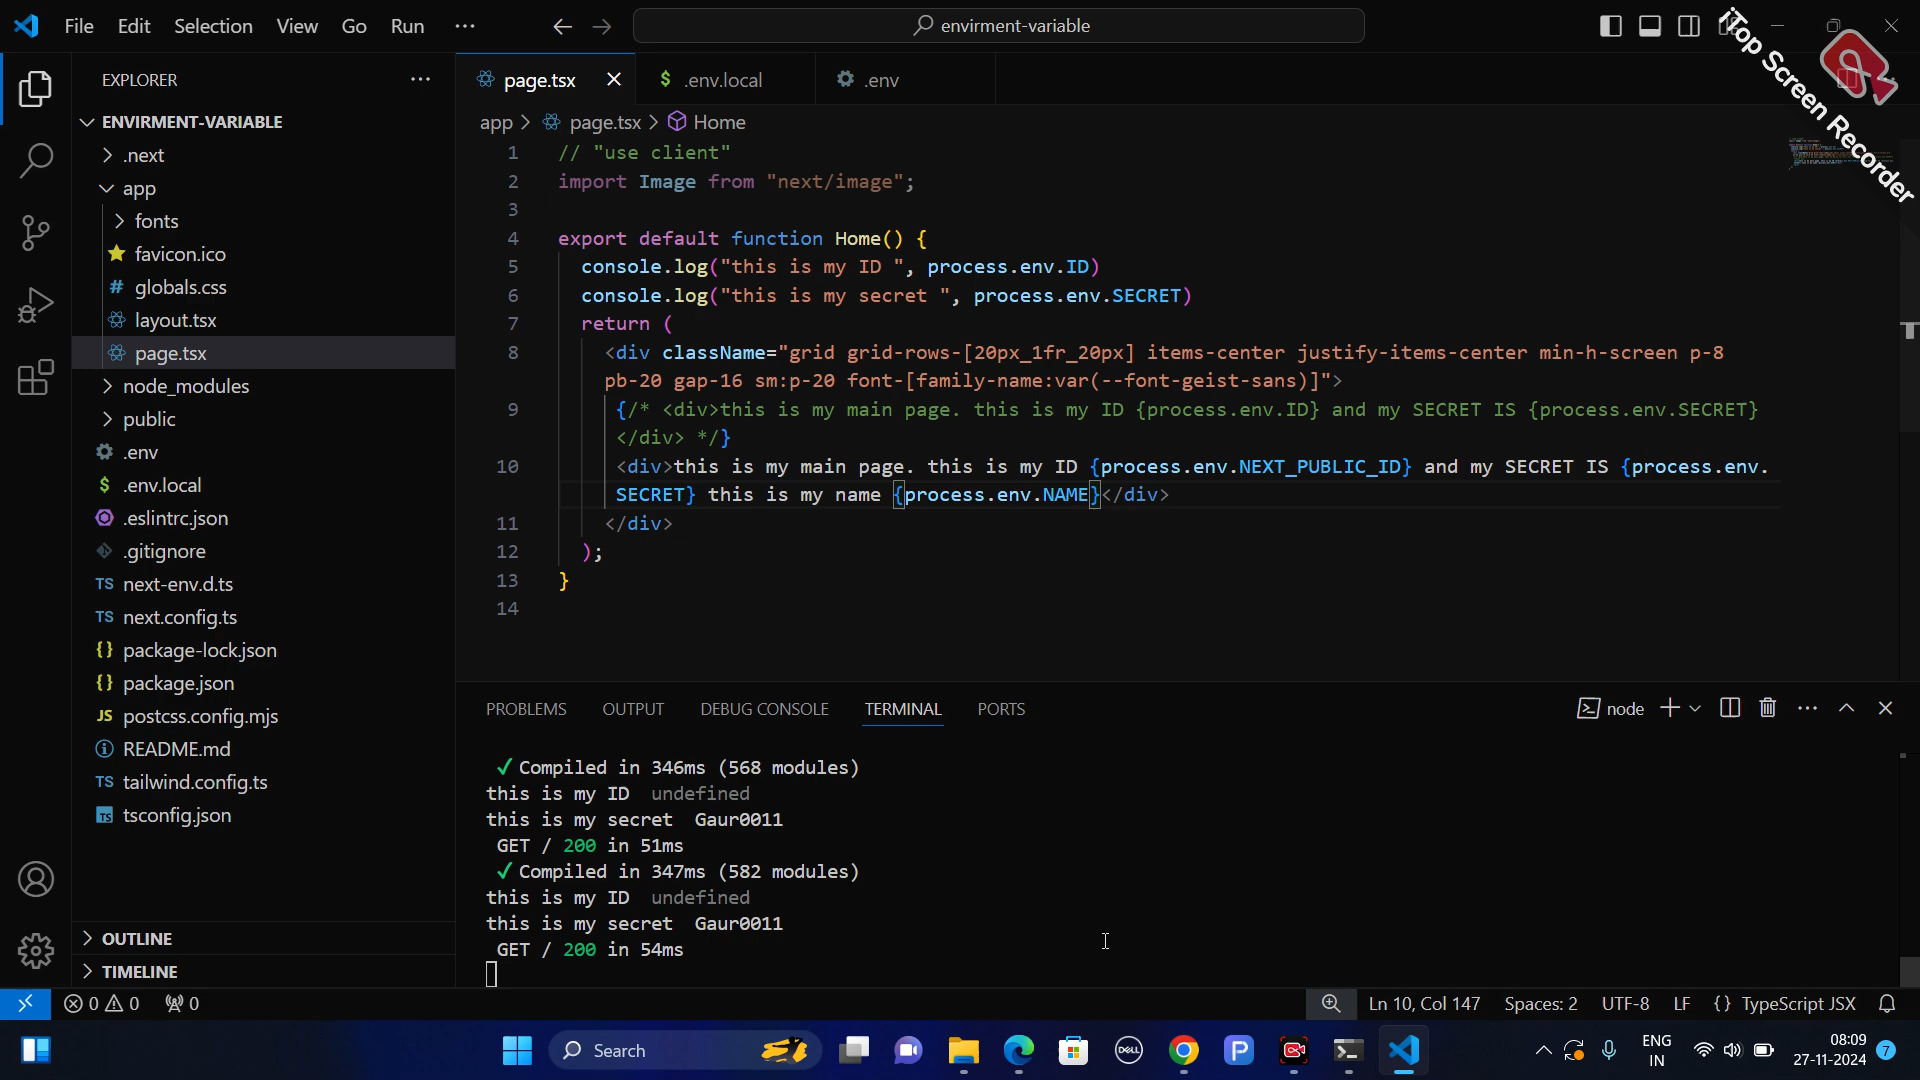 File Edit Selection View Go Run ···
envirment-variable
iTop Screen Recorder
EXPLORER
ENVIRMENT-VARIABLE
.next
app
fonts
favicon.ico
# globals.css
layout.tsx
page.tsx
node_modules
public
.env
$ .env.local
.eslintrc.json
.gitignore
TS next-env.d.ts
TS next.config.ts
{} package-lock.json
{} package.json
JS postcss.config.mjs
README.md
TS tailwind.config.ts
TS tsconfig.json
OUTLINE
TIMELINE
page.tsx
$ .env.local
.env
app > page.tsx > Home
1 // "use client"
2 import Image from "next/image";
3
4 export default function Home() {
5 console.log("this is my ID ", process.env.ID)
6 console.log("this is my secret ", process.env.SECRET)
7 return (
8 <div className="grid grid-rows-[20px_1fr_20px] items-center justify-items-center min-h-screen p-8
pb-20 gap-16 sm:p-20 font-[family-name:var(--font-geist-sans)]">
9 {/* <div>this is my main page. this is my ID {process.env.ID} and my SECRET IS {process.env.SECRET}
</div> */}
10 <div>this is my main page. this is my ID {process.env.NEXT_PUBLIC_ID} and my SECRET IS {process.env.
SECRET} this is my name {process.env.NAME}</div>
11 </div>
12 );
13 }
14
PROBLEMS OUTPUT DEBUG CONSOLE TERMINAL PORTS
node
✓ Compiled in 346ms (568 modules)
this is my ID undefined
this is my secret Gaur0011
GET / 200 in 51ms
✓ Compiled in 347ms (582 modules)
this is my ID undefined
this is my secret Gaur0011
GET / 200 in 54ms
0 0 0
Ln 10, Col 147 Spaces: 2 UTF-8 LF {} TypeScript JSX
Search
DELL
P
ENG
IN
08:09
27-11-2024
7